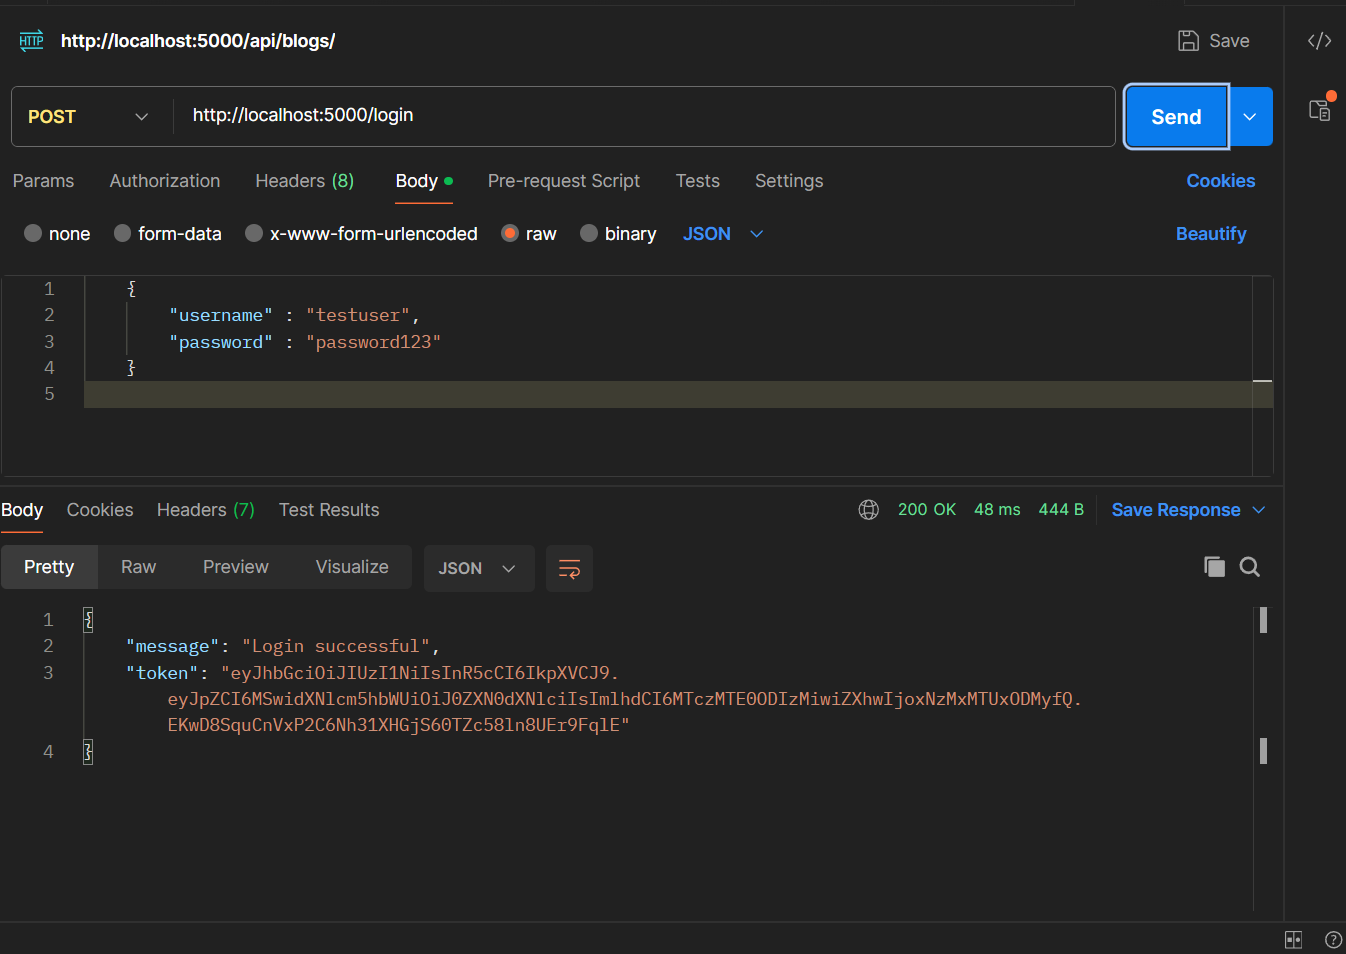 HTTP http://localhost:5000/api/blogs/ Save
POST http://localhost:5000/login Send
Params Authorization Headers (8) Body Pre-request Script Tests Settings Cookies
none form-data x-www-form-urlencoded raw binary JSON Beautify
1 {
2 "username" : "testuser",
3 "password" : "password123"
4 }
5
Body Cookies Headers (7) Test Results 200 OK 48 ms 444 B Save Response
Pretty Raw Preview Visualize JSON
1 {
2 "message": "Login successful",
3 "token": "eyJhbGciOiJIUzI1NiIsInR5cCI6IkpXVCJ9.
eyJpZCI6MSwidXNlcm5hbWUiOiJ0ZXN0dXNlciIsImlhdCI6MTczMTE0ODIzMiwiZXhwIjoxNzMxMTUxODMyfQ.
EKwD8SquCnVxP2C6Nh31XHGjS60TZc58ln8UEr9FqlE"
4 }